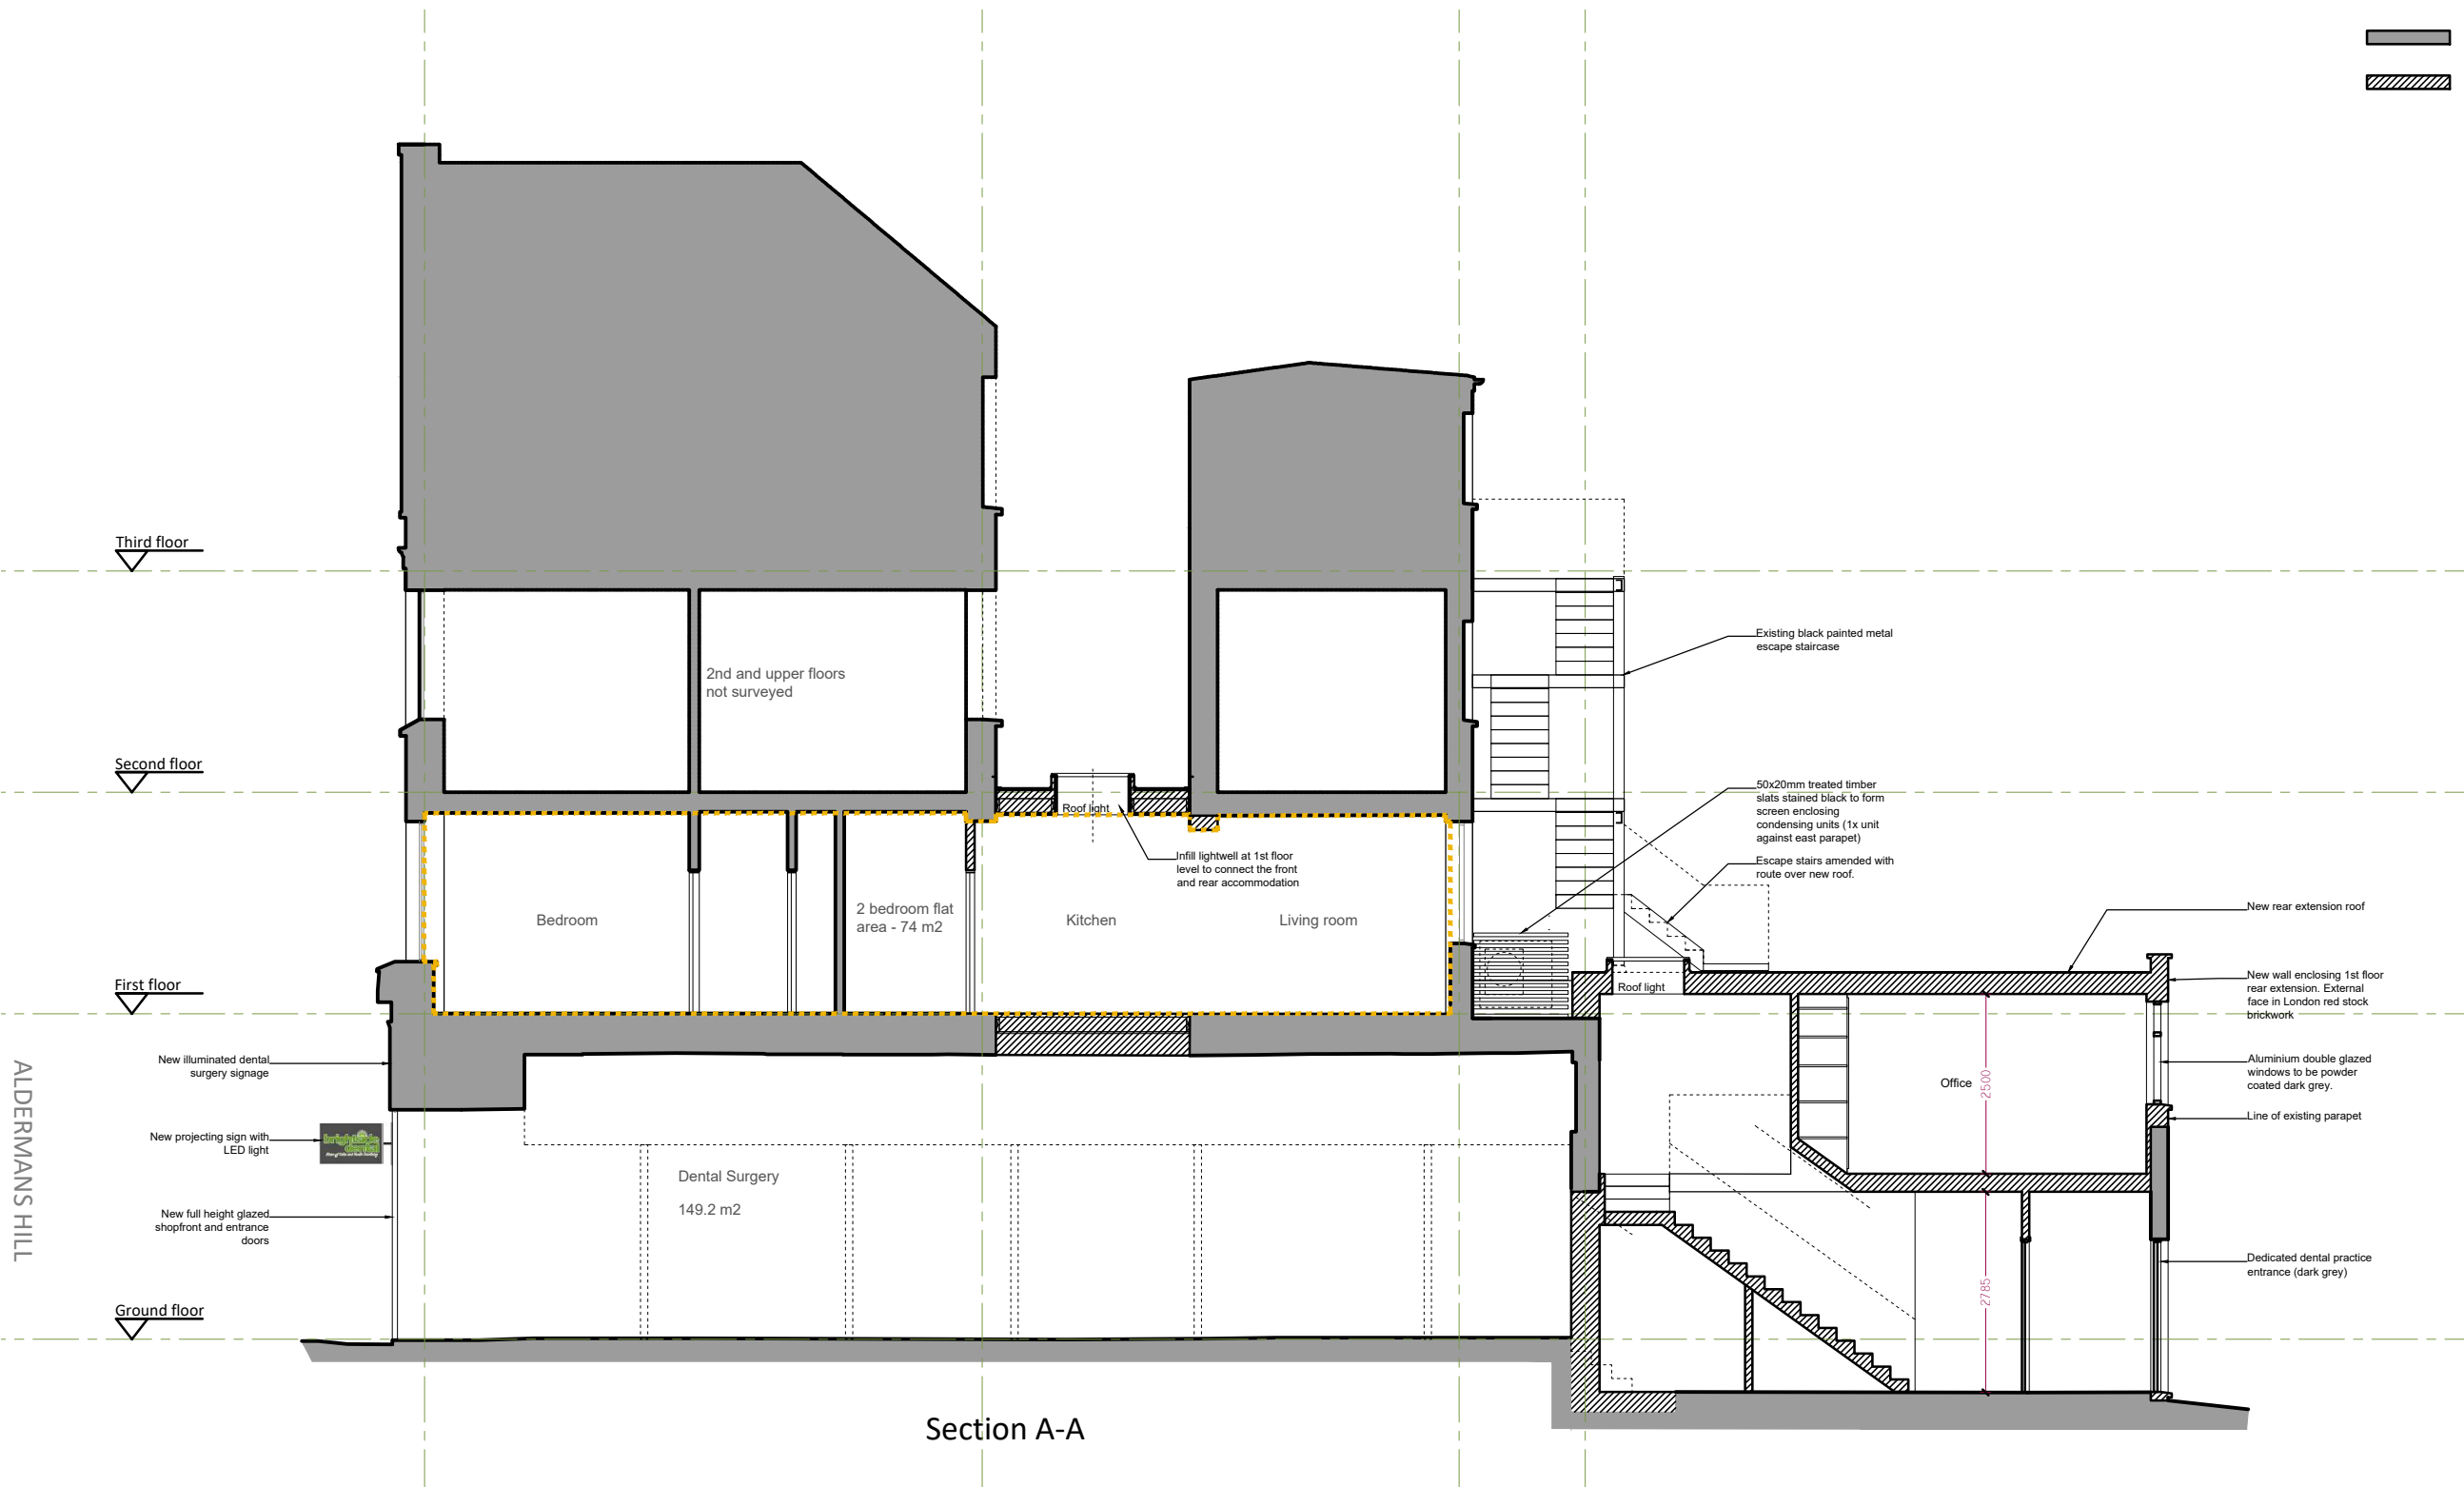 Third floor
Existing black painted metal
escape staircase
2nd and upper floors
not surveyed
Second floor
50x20mm treated timber
slats stained black to form
screen enclosing
condensing units (1x unit
against east parapet)
Roof light
Infill lightwell at 1st floor
level to connect the front
and rear accommodation
Escape stairs amended with
route over new roof.
Bedroom
2 bedroom flat
area - 74 m2
Kitchen
Living room
New rear extension roof
First floor
Roof light
New wall enclosing 1st floor
rear extension. External
face in London red stock
brickwork
New illuminated dental
surgery signage
Aluminium double glazed
windows to be powder
coated dark grey.
Office
2500
Line of existing parapet
ALDERMANS HILL
New projecting sign with
LED light
dental
Dental Surgery
149.2 m2
New full height glazed
shopfront and entrance
doors
Dedicated dental practice
entrance (dark grey)
2785
Ground floor
Section A-A